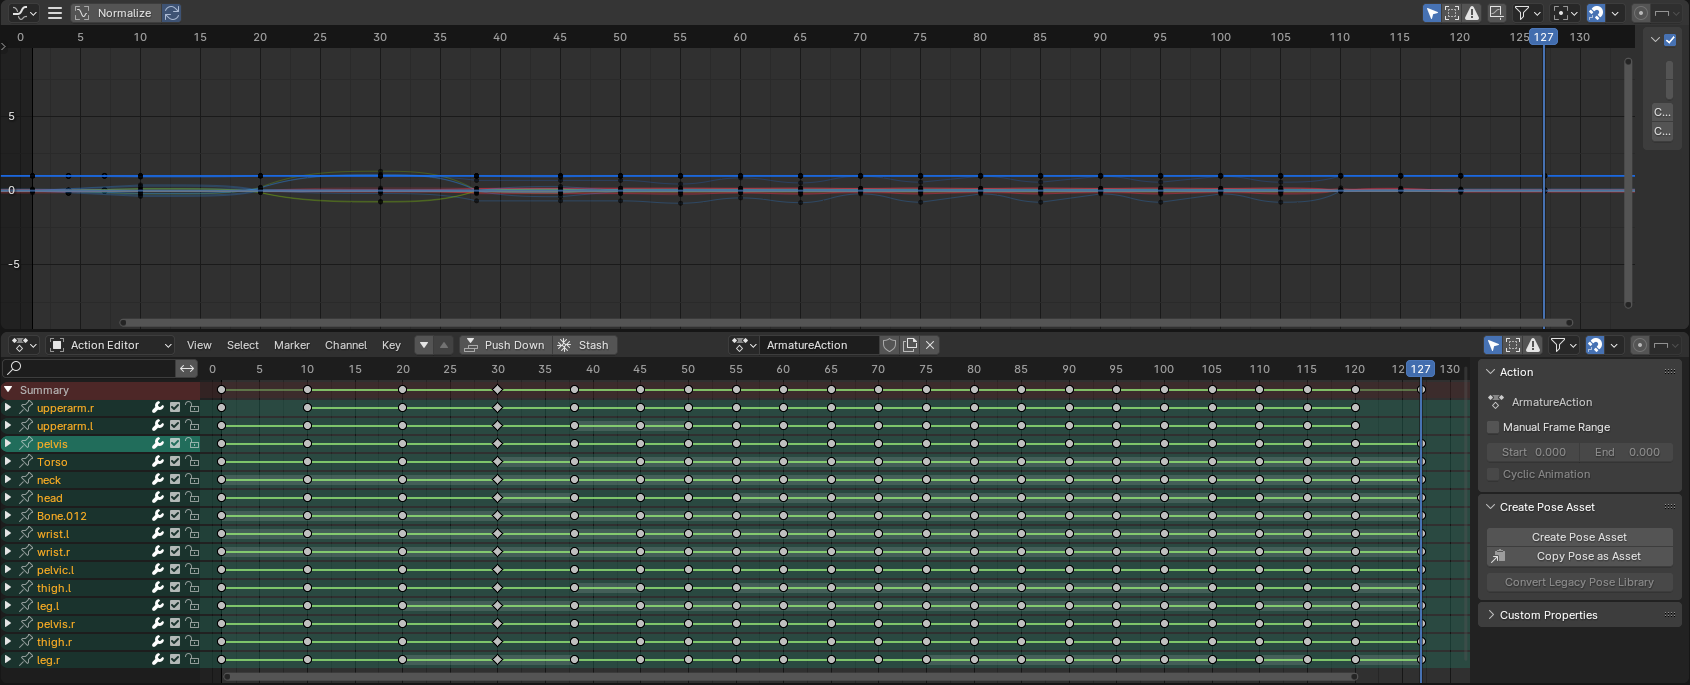 Normalize
0 5 10 15 20 25 30 35 40 45 50 55 60 65 70 75 80 85 90 95 100 105 110 115 120 125 127 130
5
C...
C...
0
-5
Action Editor View Select Marker Channel Key Push Down Stash ArmatureAction
0 5 10 15 20 25 30 35 40 45 50 55 60 65 70 75 80 85 90 95 100 105 110 115 120 12 127 130
Summary
upperarm.r
upperarm.l
pelvis
Torso
neck
head
Bone.012
wrist.l
wrist.r
pelvic.l
thigh.l
leg.l
pelvis.r
thigh.r
leg.r
Action
ArmatureAction
Manual Frame Range
Start 0.000 End 0.000
Cyclic Animation
Create Pose Asset
Create Pose Asset
Copy Pose as Asset
Convert Legacy Pose Library
Custom Properties